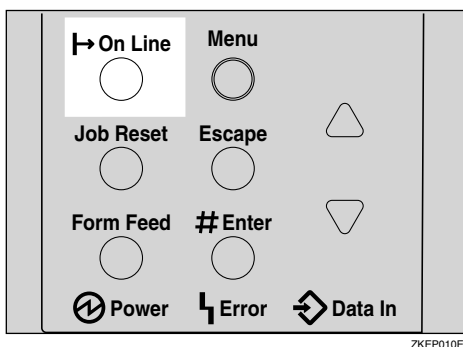 On Line Menu
Job Reset Escape
Form Feed # Enter
Power Error Data In
ZKEP010E